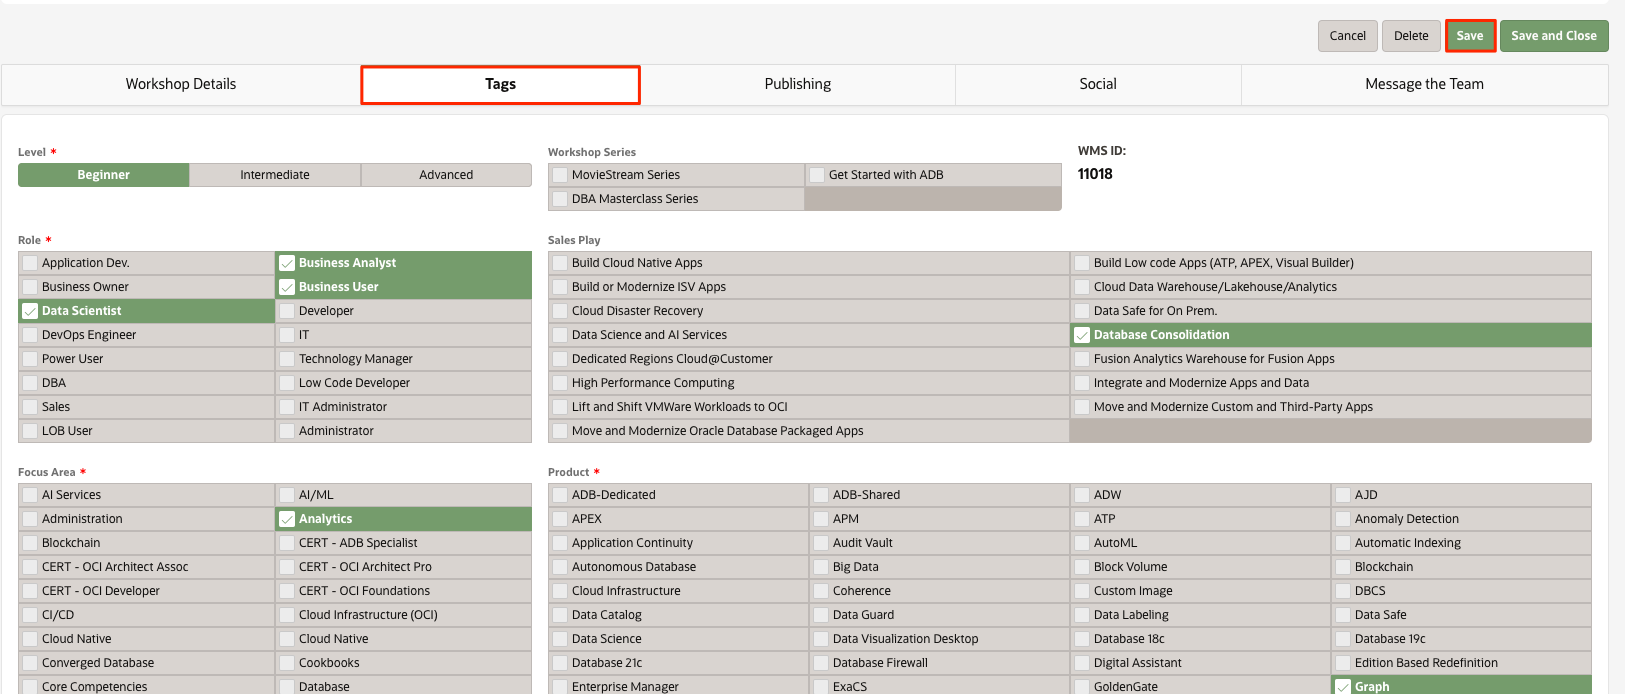 Cancel Delete Save Save and Close
Workshop Details Tags Publishing Social Message the Team
Level *
Beginner Intermediate Advanced
Workshop Series
MovieStream Series Get Started with ADB
DBA Masterclass Series
WMS ID:
11018
Role *
Application Dev. Business Analyst
Business Owner Business User
Data Scientist Developer
DevOps Engineer IT
Power User Technology Manager
DBA Low Code Developer
Sales IT Administrator
LOB User Administrator
Sales Play
Build Cloud Native Apps Build Low code Apps (ATP, APEX, Visual Builder)
Build or Modernize ISV Apps Cloud Data Warehouse/Lakehouse/Analytics
Cloud Disaster Recovery Data Safe for On Prem.
Data Science and AI Services Database Consolidation
Dedicated Regions Cloud@Customer Fusion Analytics Warehouse for Fusion Apps
High Performance Computing Integrate and Modernize Apps and Data
Lift and Shift VMWare Workloads to OCI Move and Modernize Custom and Third-Party Apps
Move and Modernize Oracle Database Packaged Apps
Focus Area *
AI Services AI/ML
Administration Analytics
Blockchain CERT - ADB Specialist
CERT - OCI Architect Assoc CERT - OCI Architect Pro
CERT - OCI Developer CERT - OCI Foundations
CI/CD Cloud Infrastructure (OCI)
Cloud Native Cloud Native
Converged Database Cookbooks
Core Competencies Database
Product *
ADB-Dedicated ADB-Shared ADW AJD
APEX APM ATP Anomaly Detection
Application Continuity Audit Vault AutoML Automatic Indexing
Autonomous Database Big Data Block Volume Blockchain
Cloud Infrastructure Coherence Custom Image DBCS
Data Catalog Data Guard Data Labeling Data Safe
Data Science Data Visualization Desktop Database 18c Database 19c
Database 21c Database Firewall Digital Assistant Edition Based Redefinition
Enterprise Manager ExaCS GoldenGate Graph